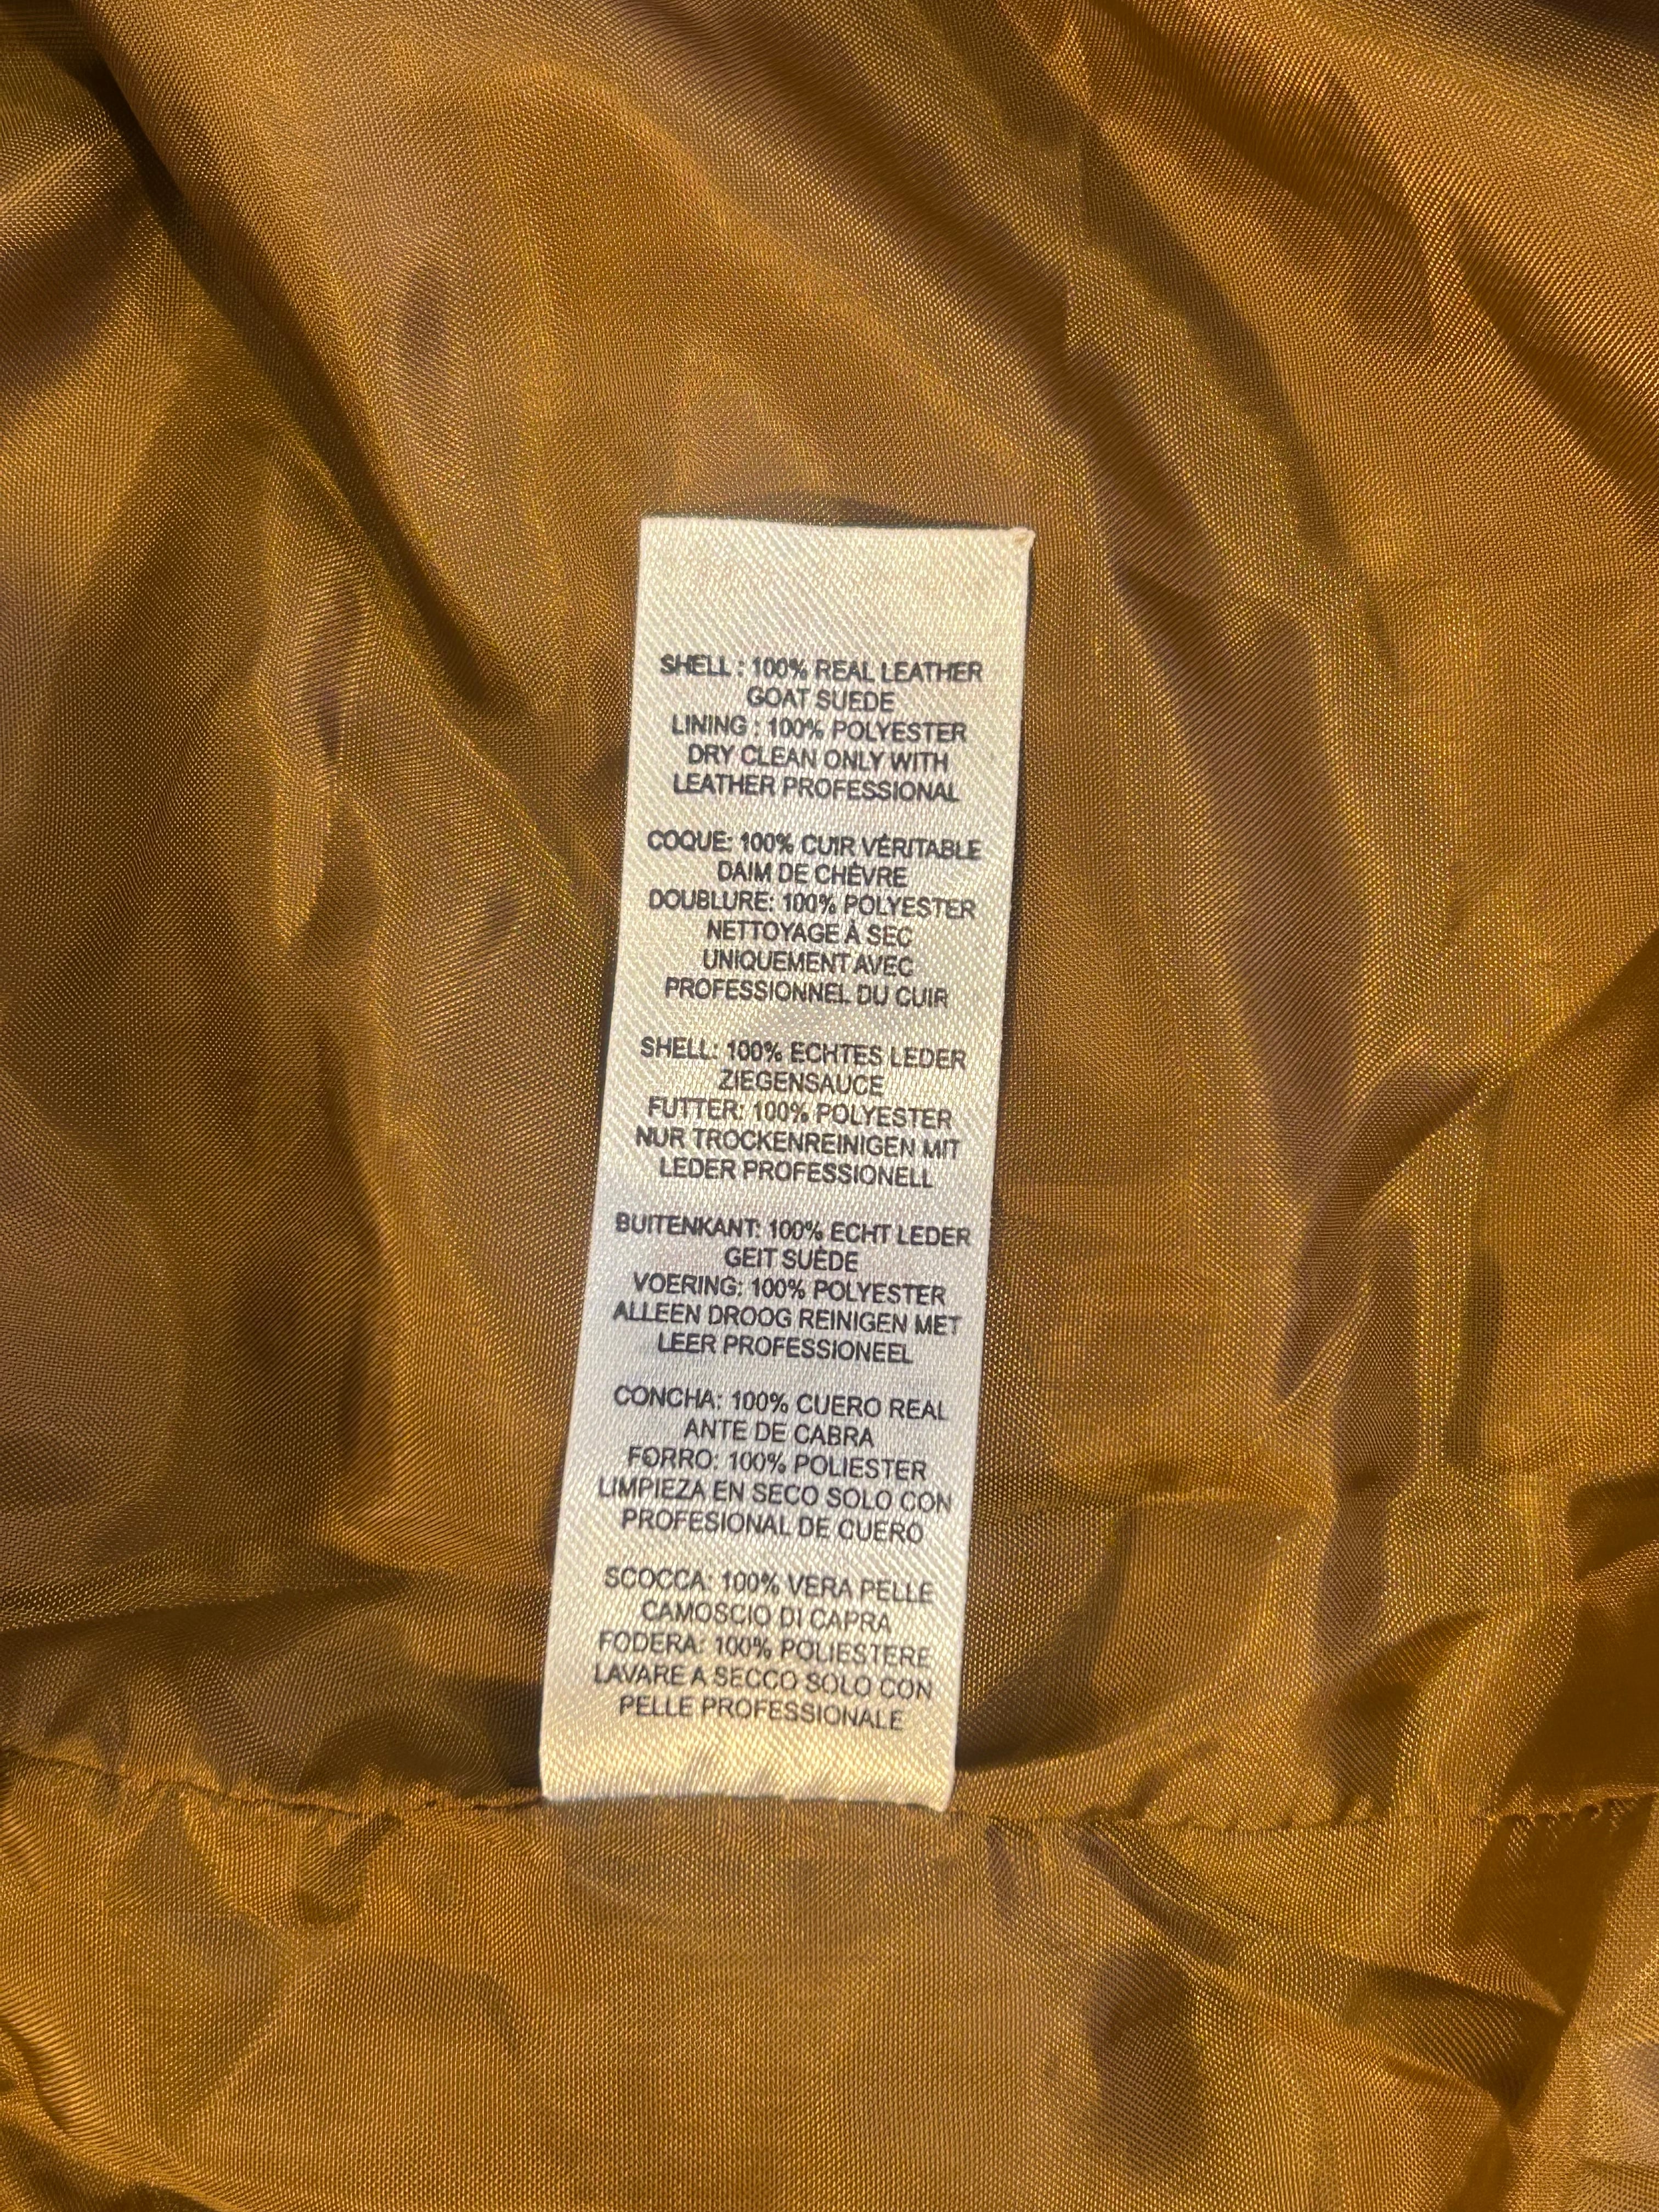 SHELL : 100% REAL LEATHER
GOAT SUEDE
LINING : 100% POLYESTER
DRY CLEAN ONLY WITH
LEATHER PROFESSIONAL
COQUE: 100% CUIR VÉRITABLE
DAIM DE CHÈVRE
DOUBLURE: 100% POLYESTER
NETTOYAGE À SEC
UNIQUEMENT AVEC
PROFESSIONNEL DU CUIR
SHELL: 100% ECHTES LEDER
ZIEGENSAUCE
FUTTER: 100% POLYESTER
NUR TROCKENREINIGEN MIT
LEDER PROFESSIONELL
BUITENKANT: 100% ECHT LEDER
GEIT SUÈDE
VOERING: 100% POLYESTER
ALLEEN DROOG REINIGEN MET
LEER PROFESSIONEEL
CONCHA: 100% CUERO REAL
ANTE DE CABRA
FORRO: 100% POLIESTER
LIMPIEZA EN SECO SOLO CON
PROFESIONAL DE CUERO
SCOCCA: 100% VERA PELLE
CAMOSCIO DI CAPRA
FODERA: 100% POLIESTERE
LAVARE A SECCO SOLO CON
PELLE PROFESSIONALE